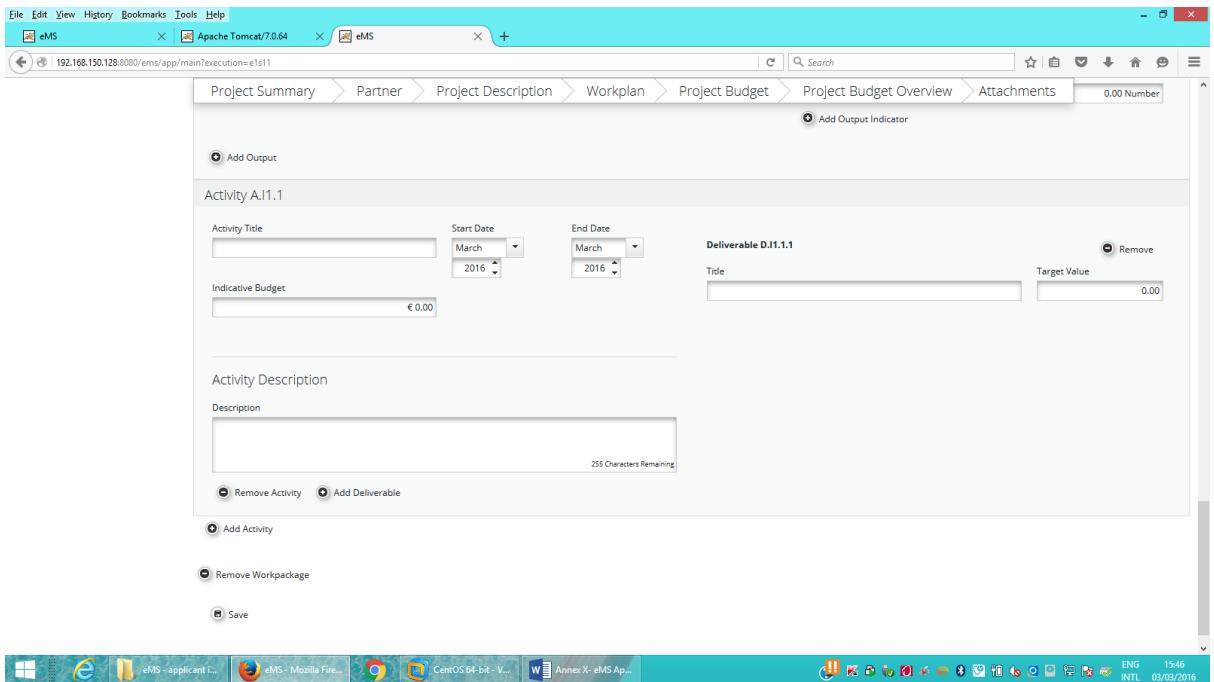 File Edit View History Bookmarks Tools Help
eMS
Apache Tomcat/7.0.64
eMS
192.168.150.128:8080/ems/app/main?execution=e1s11
Search
Project Summary Partner Project Description Workplan Project Budget Project Budget Overview Attachments
0.00 Number
Add Output Indicator
Add Output
Activity A.I1.1
Activity Title
Start Date
End Date
March
March
2016
2016
Deliverable D.I1.1.1
Remove
Title
Target Value
0.00
Indicative Budget
€ 0.00
Activity Description
Description
255 Characters Remaining
Remove Activity
Add Deliverable
Add Activity
Remove Workpackage
Save
eMS - applicant i...
eMS - Mozilla Fire...
CentOS 64-bit - V...
Annex X- eMS Ap...
ENG
INTL
15:46
03/03/2016